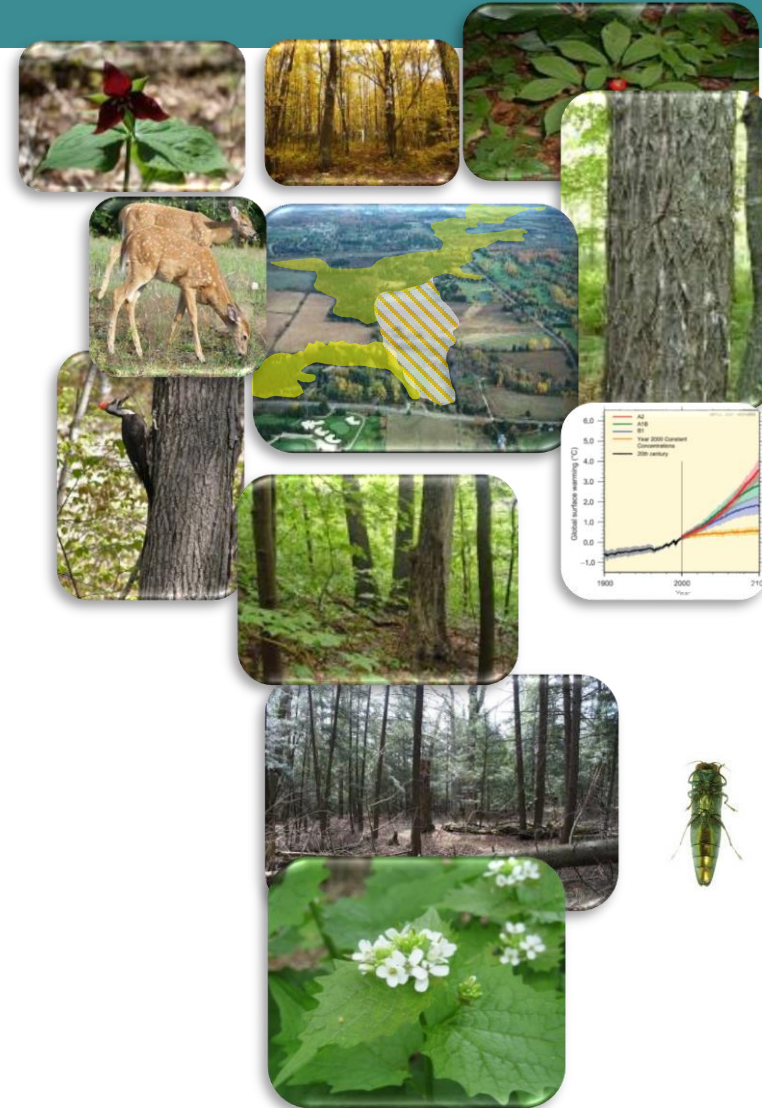 A2
A1B
B1
Year 2000 Constant
Concentrations
20th century
Global surface warming (°C)
6.0
5.0
4.0
3.0
2.0
1.0
0.0
-1.0
1900
2000
Year